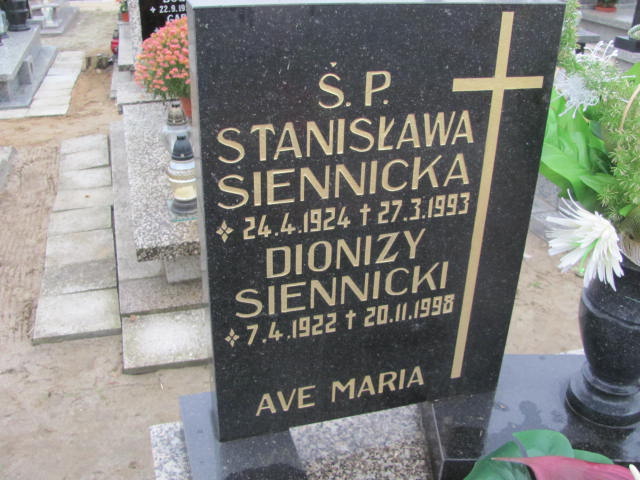 Ś.P.
STANISŁAWA
SIENNICKA
24.4.1924 † 27.3.1993
DIONIZY
SIENNICKI
7.4.1922 † 20.11.1998
AVE MARIA